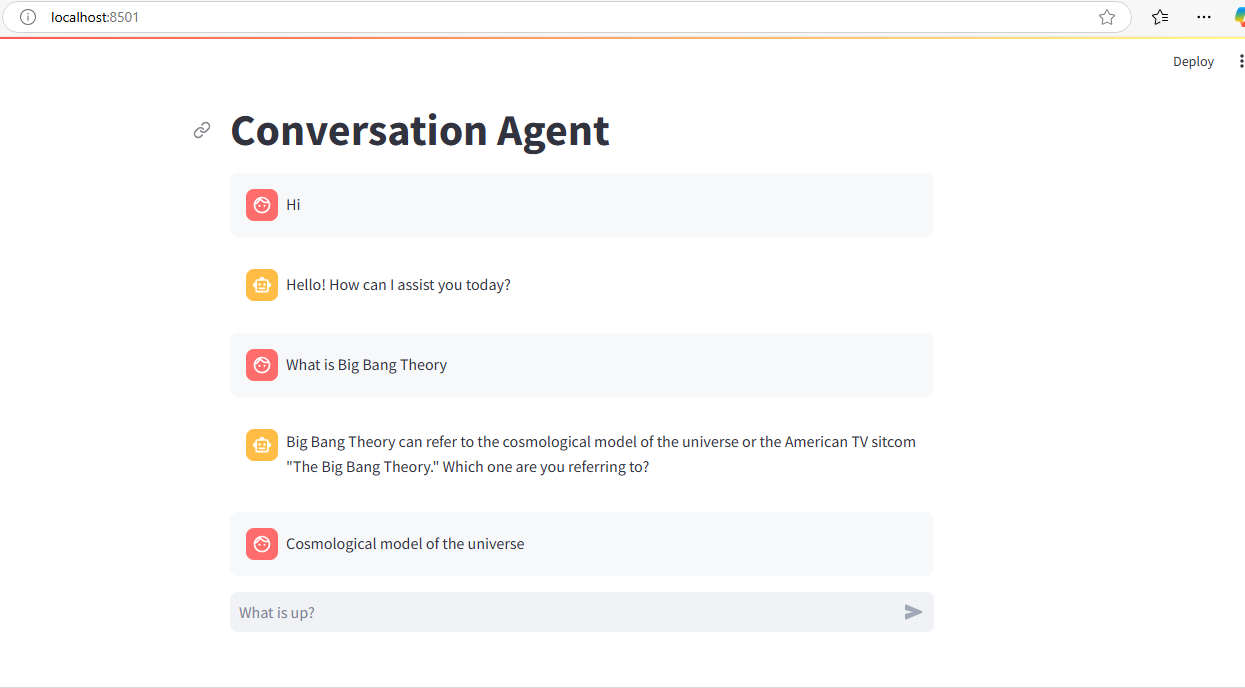 localhost:8501
Deploy
Conversation Agent
Hi
Hello! How can I assist you today?
What is Big Bang Theory
Big Bang Theory can refer to the cosmological model of the universe or the American TV sitcom
"The Big Bang Theory." Which one are you referring to?
Cosmological model of the universe
What is up?